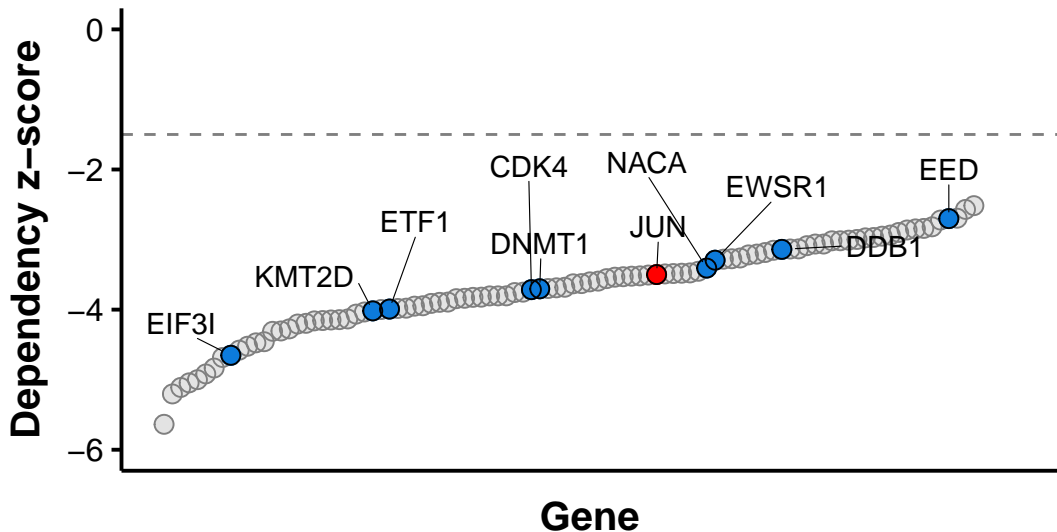 Dependency z−score
0
−2
−4
−6
CDK4
NACA
EED
EWSR1
ETF1
JUN
DNMT1
DDB1
KMT2D
EIF3I
Gene